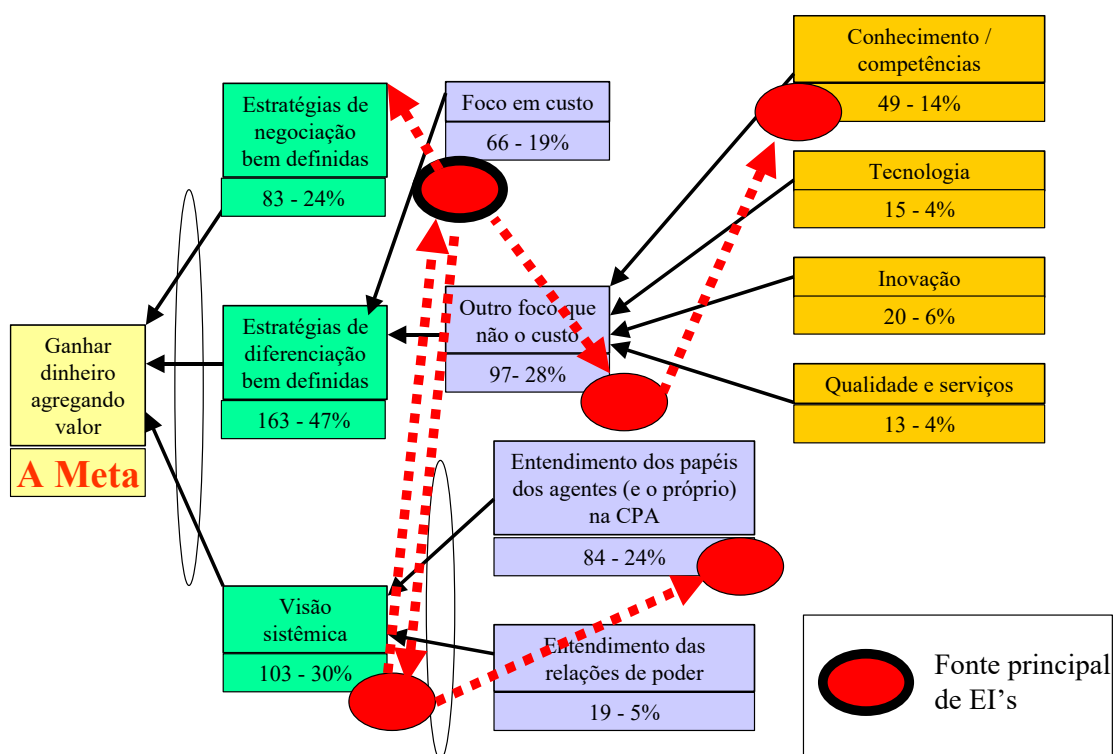 Conhecimento /
competências
49 - 14%
Estratégias de
negociação
bem definidas
83 - 24%
Foco em custo
66 - 19%
Tecnologia
15 - 4%
Inovação
20 - 6%
Ganhar
dinheiro
agregando
valor
A Meta
Estratégias de
diferenciação
bem definidas
163 - 47%
Outro foco que
não o custo
97- 28%
Qualidade e serviços
13 - 4%
Entendimento dos papéis
dos agentes (e o próprio)
na CPA
84 - 24%
Visão
sistêmica
103 - 30%
Entendimento das
relações de poder
19 - 5%
Fonte principal
de EI’s